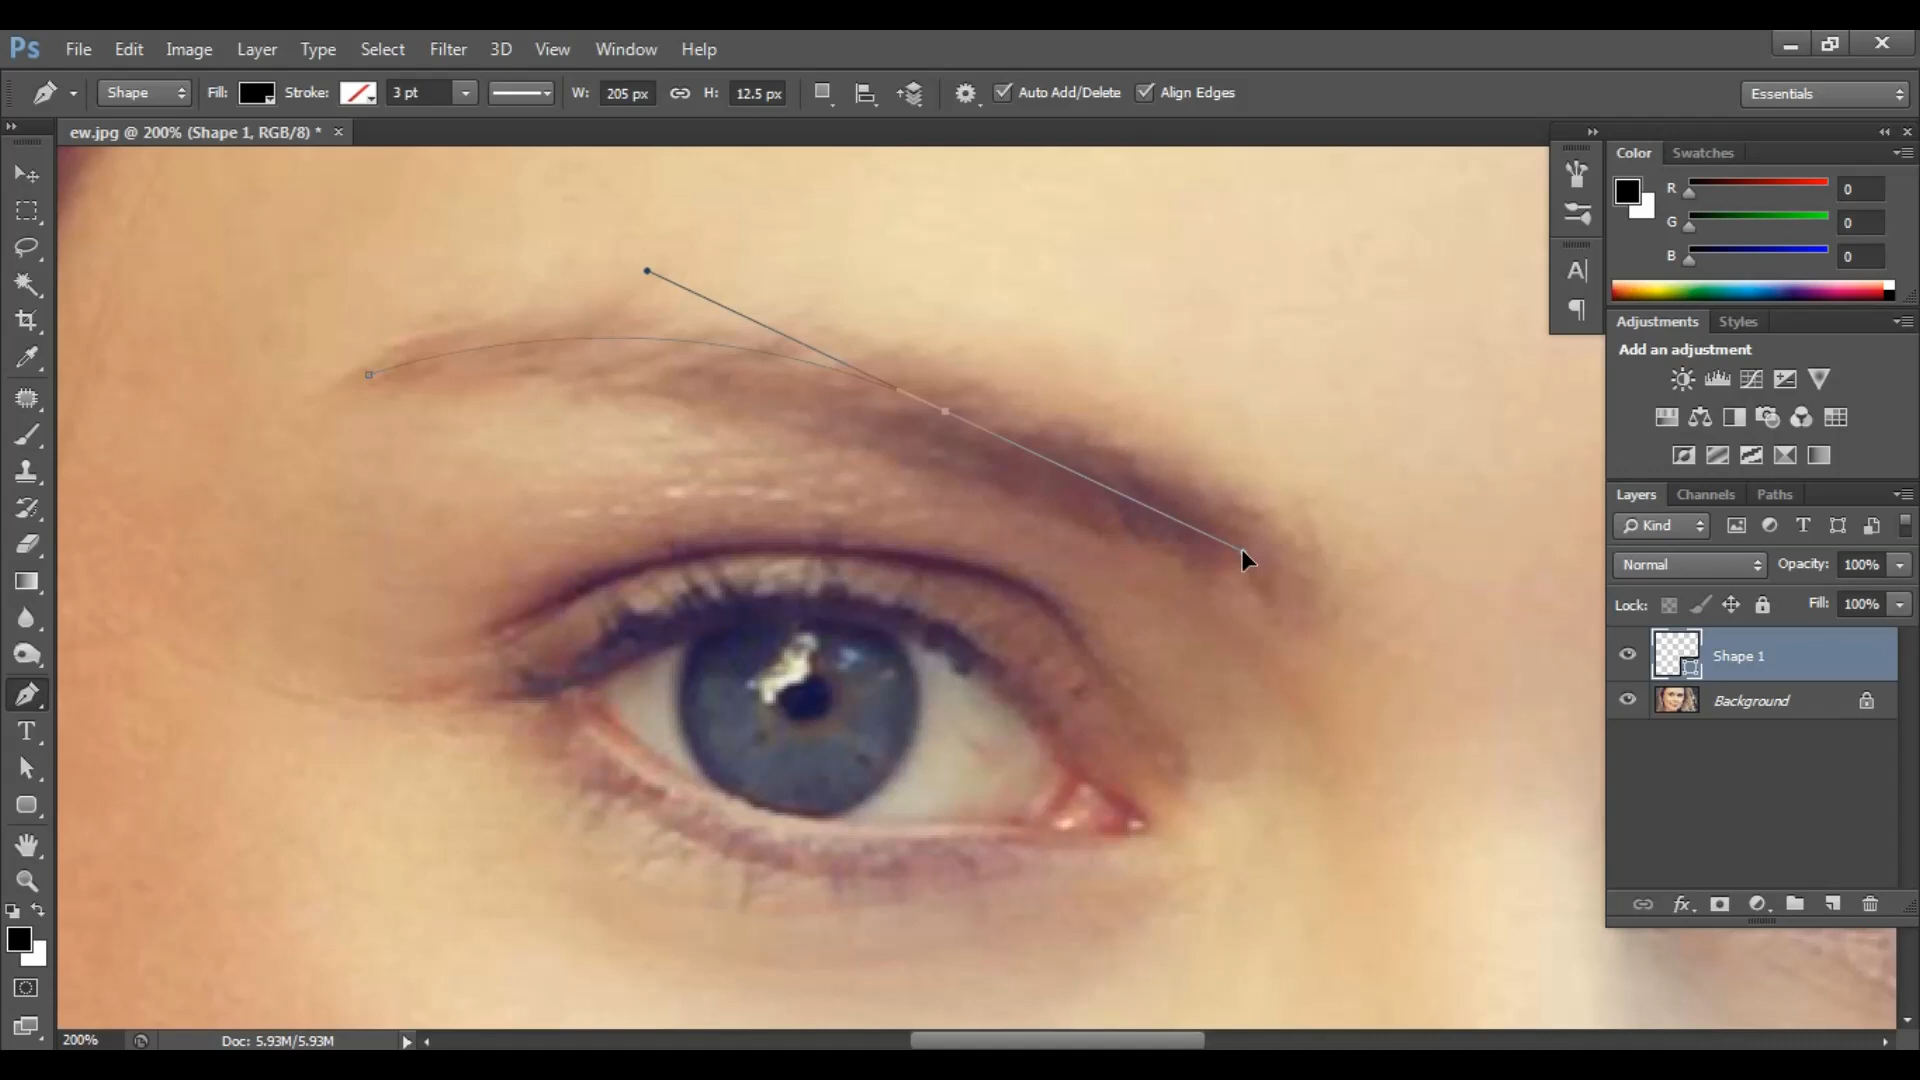 Ps File Edit Image Layer Type Select Filter 3D View Window Help
Shape Fill: Stroke: 3 pt W: 205 px H: 12.5 px Auto Add/Delete Align Edges Essentials
ew.jpg @ 200% (Shape 1, RGB/8) * ×
Color Swatches
R 0
G 0
B 0
Adjustments Styles
Add an adjustment
Layers Channels Paths
Kind
Normal Opacity: 100%
Lock: Fill: 100%
Shape 1
Background
fx
200% Doc: 5.93M/5.93M